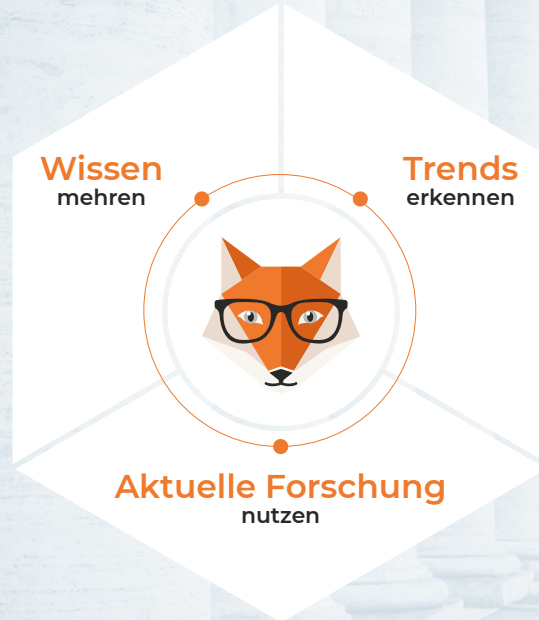 Wissen
mehren
Trends
erkennen
Aktuelle Forschung
nutzen